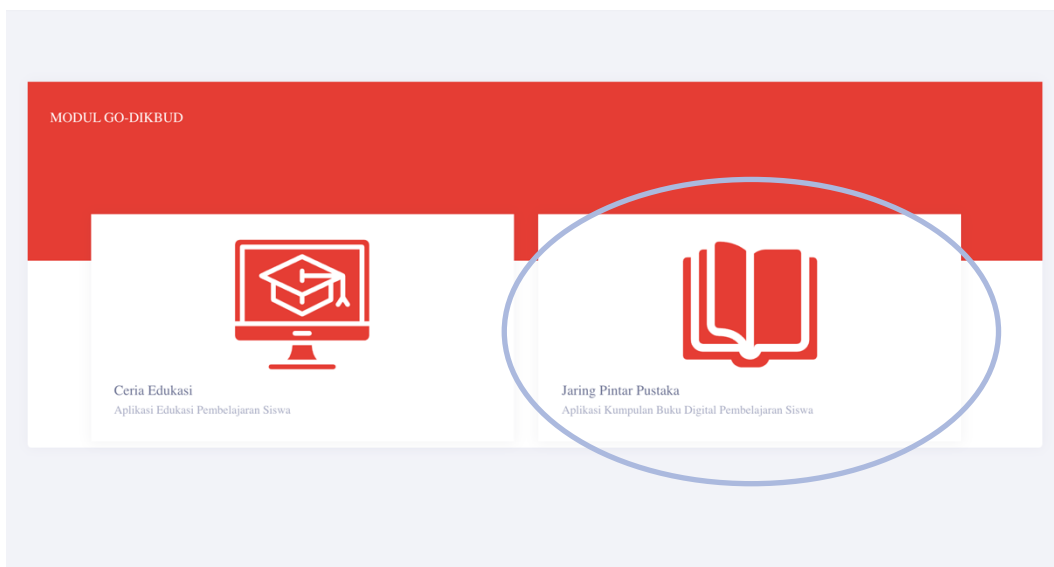 MODUL GO-DIKBUD
Ceria Edukasi
Aplikasi Edukasi Pembelajaran Siswa
Jaring Pintar Pustaka
Aplikasi Kumpulan Buku Digital Pembelajaran Siswa